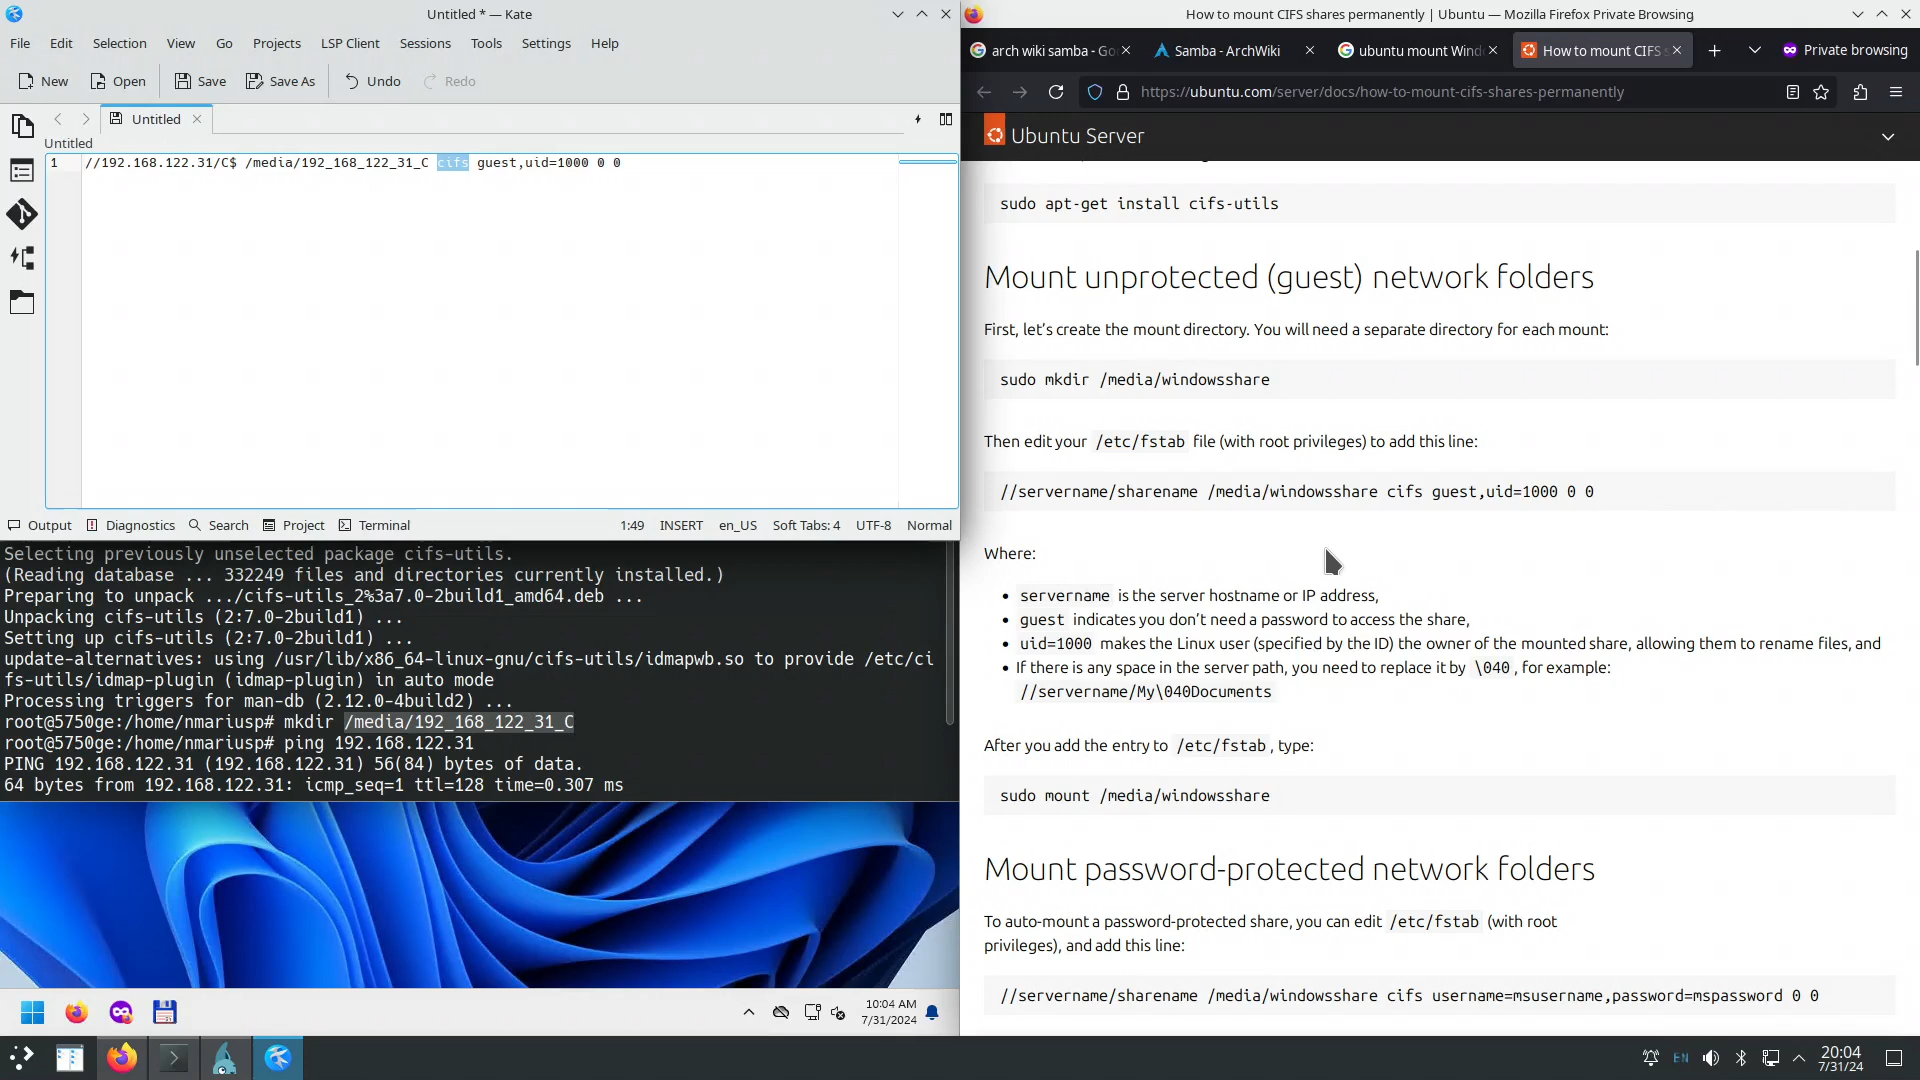 Untitled * — Kate
File Edit Selection View Go Projects LSP Client Sessions Tools Settings Help
New Open Save Save As Undo Redo
Untitled
Untitled
1 //192.168.122.31/C$ /media/192_168_122_31_C cifs guest,uid=1000 0 0
Output Diagnostics Search Project Terminal 1:49 INSERT en_US Soft Tabs: 4 UTF-8 Normal
Selecting previously unselected package cifs-utils.
(Reading database ... 332249 files and directories currently installed.)
Preparing to unpack .../cifs-utils_2%3a7.0-2build1_amd64.deb ...
Unpacking cifs-utils (2:7.0-2build1) ...
Setting up cifs-utils (2:7.0-2build1) ...
update-alternatives: using /usr/lib/x86_64-linux-gnu/cifs-utils/idmapwb.so to provide /etc/ci
fs-utils/idmap-plugin (idmap-plugin) in auto mode
Processing triggers for man-db (2.12.0-4build2) ...
root@5750ge:/home/nmariusp# mkdir /media/192_168_122_31_C
root@5750ge:/home/nmariusp# ping 192.168.122.31
PING 192.168.122.31 (192.168.122.31) 56(84) bytes of data.
64 bytes from 192.168.122.31: icmp_seq=1 ttl=128 time=0.307 ms
10:04 AM
7/31/2024
How to mount CIFS shares permanently | Ubuntu — Mozilla Firefox Private Browsing
arch wiki samba - Go Samba - ArchWiki ubuntu mount Wind How to mount CIFS Private browsing
https://ubuntu.com/server/docs/how-to-mount-cifs-shares-permanently
Ubuntu Server
sudo apt-get install cifs-utils
Mount unprotected (guest) network folders
First, let’s create the mount directory. You will need a separate directory for each mount:
sudo mkdir /media/windowsshare
Then edit your /etc/fstab file (with root privileges) to add this line:
//servername/sharename /media/windowsshare cifs guest,uid=1000 0 0
Where:
• servername is the server hostname or IP address,
• guest indicates you don’t need a password to access the share,
• uid=1000 makes the Linux user (specified by the ID) the owner of the mounted share, allowing them to rename files, and
• If there is any space in the server path, you need to replace it by \040, for example:
//servername/My\040Documents
After you add the entry to /etc/fstab, type:
sudo mount /media/windowsshare
Mount password-protected network folders
To auto-mount a password-protected share, you can edit /etc/fstab (with root
privileges), and add this line:
//servername/sharename /media/windowsshare cifs username=msusername,password=mspassword 0 0
EN
20:04
7/31/24